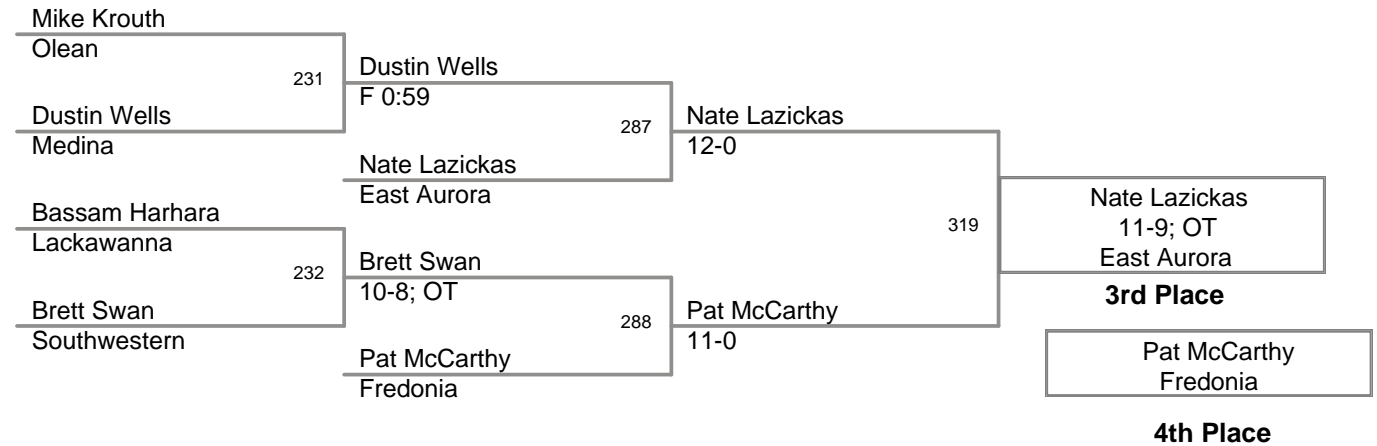 Mike Krouth
Olean
231
Dustin Wells
F 0:59
Dustin Wells
Medina
287
Nate Lazickas
12-0
Nate Lazickas
East Aurora
Bassam Harhara
Lackawanna
319
Nate Lazickas
11-9; OT
East Aurora
3rd Place
232
Brett Swan
10-8; OT
Brett Swan
Southwestern
288
Pat McCarthy
11-0
Pat McCarthy
Fredonia
Pat McCarthy
Fredonia
4th Place